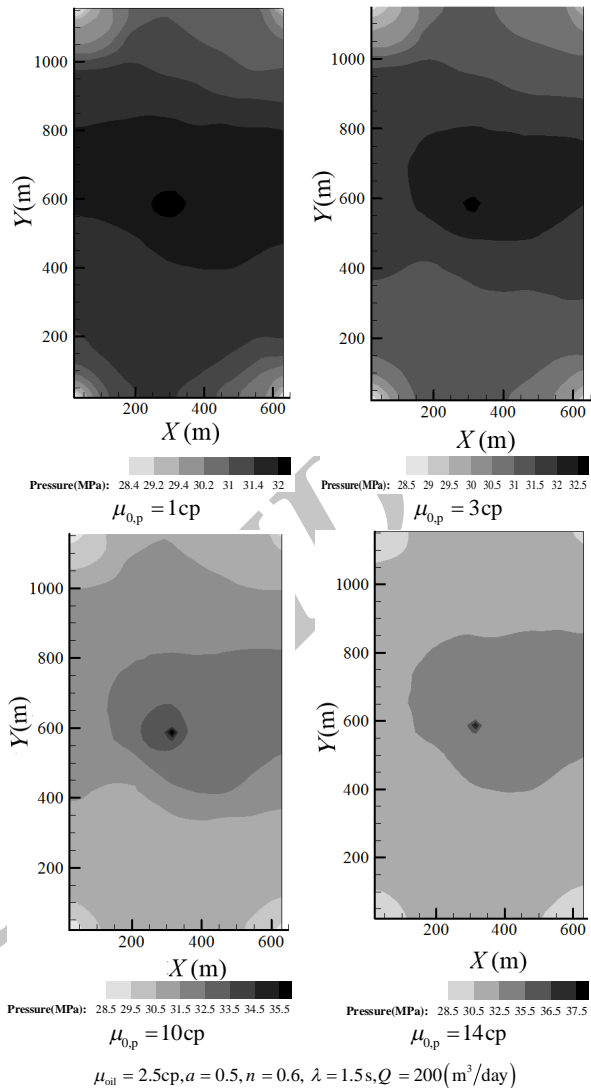 1000
800
600
400
200
Y(m)
200 400 600
X (m)
Pressure(MPa): 28.4 29.2 29.4 30.2 31 31.4 32
μ0,p = 1cp
1000
800
600
400
200
Y(m)
200 400 600
X (m)
Pressure(MPa): 28.5 29 29.5 30 30.5 31 31.5 32 32.5
μ0,p = 3cp
1000
800
600
400
200
Y(m)
200 400 600
X (m)
Pressure(MPa): 28.5 29.5 30.5 31.5 32.5 33.5 34.5 35.5
μ0,p = 10cp
1000
800
600
400
200
Y(m)
200 400 600
X (m)
Pressure(MPa): 28.5 30.5 32.5 35.5 36.5 37.5
μ0,p = 14cp
μoil = 2.5cp, a = 0.5, n = 0.6, λ = 1.5s, Q = 200(m³/day)